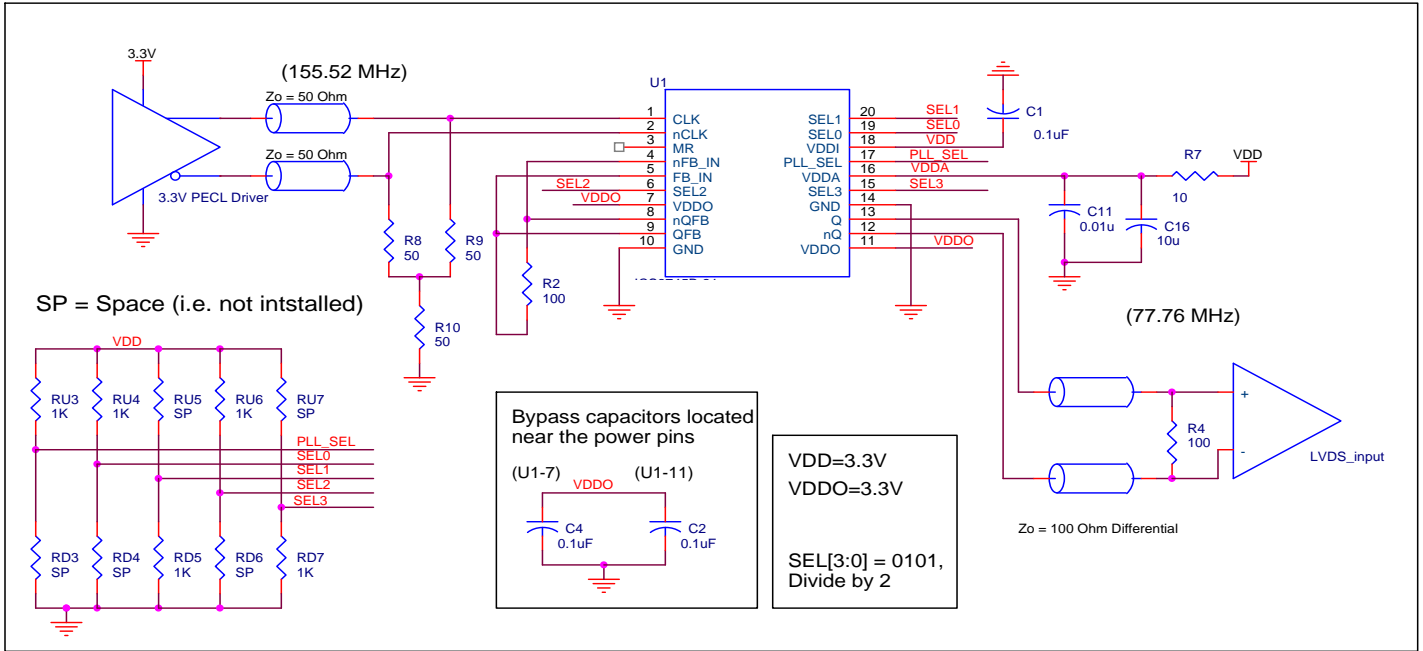 3.3V
(155.52 MHz)
Zo = 50 Ohm
Zo = 50 Ohm
3.3V PECL Driver
U1
1 CLK
2 nCLK
3 MR
4 nFB_IN
5 FB_IN
6 SEL2
7 VDDO
8 nQFB
9 QFB
10 GND
SEL2
VDDO
20 SEL1
19 SEL0
18 VDDI
17 PLL_SEL
16 VDDA
15 SEL3
14 GND
13 Q
12 nQ
11 VDDO
SEL1
SEL0
VDD
PLL_SEL
VDDA
SEL3
VDDO
C1
0.1uF
R7
10
VDD
C11
0.01u
C16
10u
R8
50
R9
50
R10
50
R2
100
SP = Space (i.e. not intstalled)
VDD
RU3
1K
RU4
1K
RU5
SP
RU6
1K
RU7
SP
PLL_SEL
SEL0
SEL1
SEL2
SEL3
RD3
SP
RD4
SP
RD5
1K
RD6
SP
RD7
1K
Bypass capacitors located
near the power pins
(U1-7)
(U1-11)
VDDO
C4
0.1uF
C2
0.1uF
VDD=3.3V
VDDO=3.3V
SEL[3:0] = 0101,
Divide by 2
(77.76 MHz)
+
-
R4
100
LVDS_input
Zo = 100 Ohm Differential